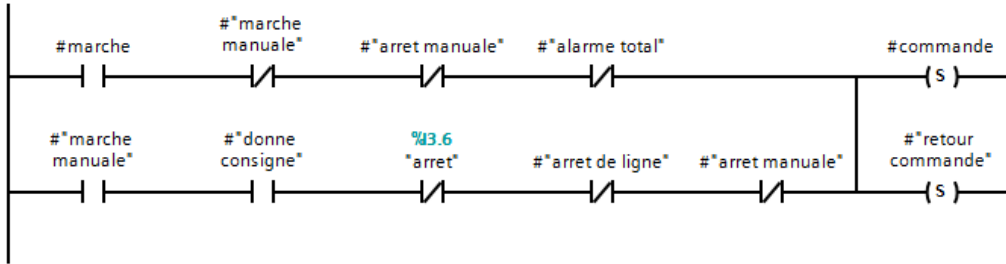 #"marche
#marche
manuale"
#"arret manuale"
#"alarme total"
#commande
S
#"marche
manuale"
#"donne
consigne"
%I3.6
"arret"
#"arret de ligne"
#"arret manuale"
#"retour
commande"
S